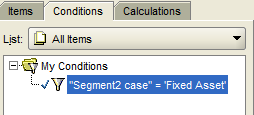 Items Conditions Calculations
List: All Items
My Conditions
"Segment2 case" = 'Fixed Asset'